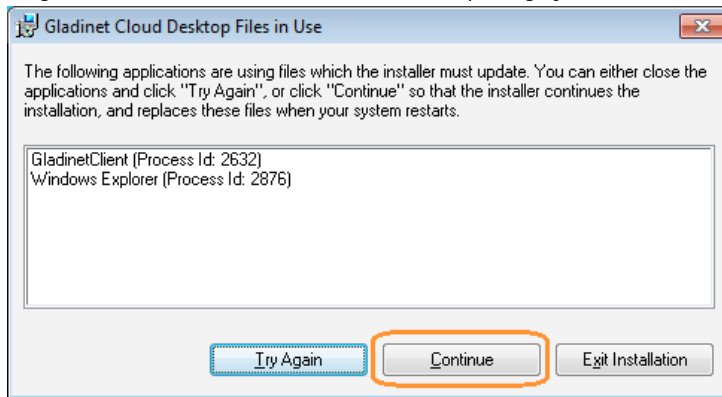 Gladinet Cloud Desktop Files in Use
The following applications are using files which the installer must update. You can either close the
applications and click "Try Again", or click "Continue" so that the installer continues the
installation, and replaces these files when your system restarts.
GladinetClient (Process Id: 2632)
Windows Explorer (Process Id: 2876)
Try Again Continue Exit Installation